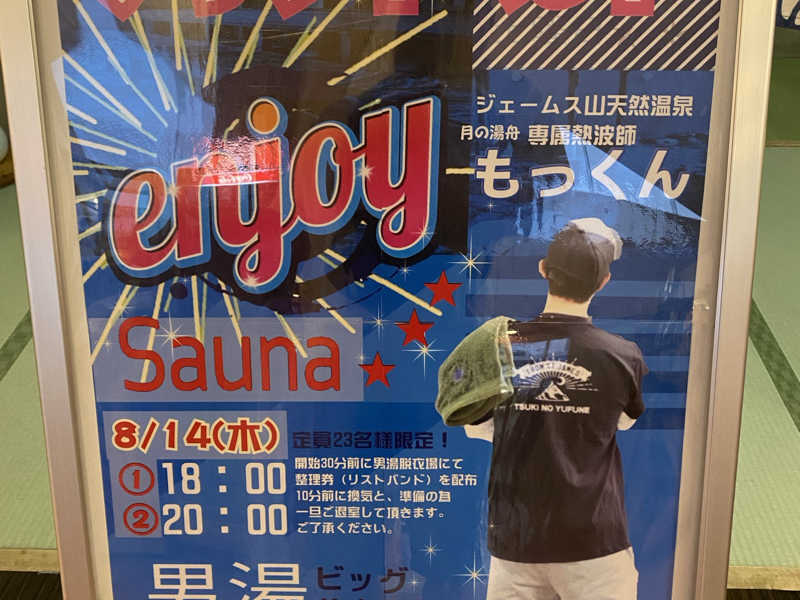 ジェームス山天然温泉
月の湯舟 専属熱波師
もっくん
enjoy
Sauna
TSUKI NO YUFUNE
8/14(木) 定員23名様限定！
① 18：00
② 20：00
開始30分前に男湯脱衣場にて
整理券（リストバンド）を配布
10分前に換気と、準備の為
一旦ご退室して頂きます。
ご了承ください。
男湯 ビッグ